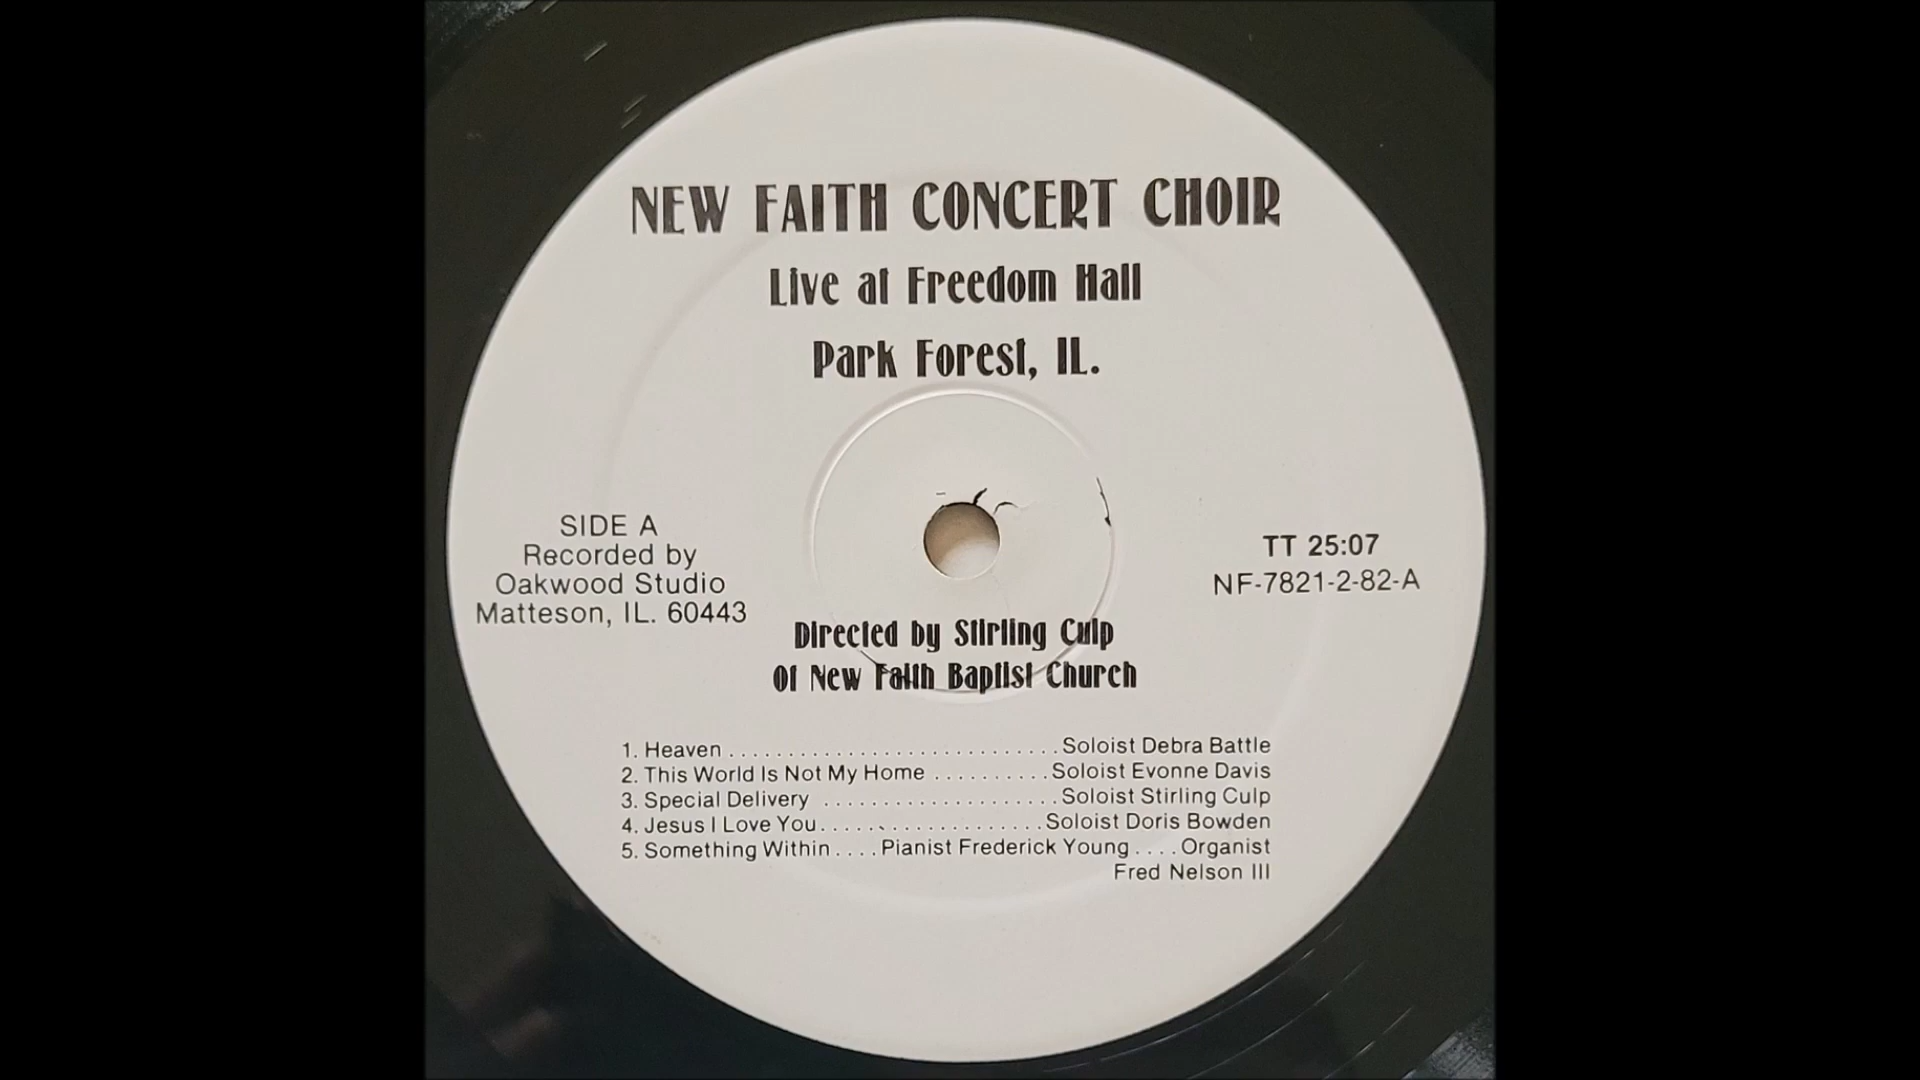 NEW FAITH CONCERT CHOIR
Live at Freedom Hall
Park Forest, IL.
SIDE A
Recorded by
Oakwood Studio
Matteson, IL. 60443
TT 25:07
NF-7821-2-82-A
Directed by Stirling Culp
Of New Faith Baptist Church
1. Heaven ............................Soloist Debra Battle
2. This World Is Not My Home ..........Soloist Evonne Davis
3. Special Delivery ....................Soloist Stirling Culp
4. Jesus I Love You...................Soloist Doris Bowden
5. Something Within ....Pianist Frederick Young ....Organist
Fred Nelson III